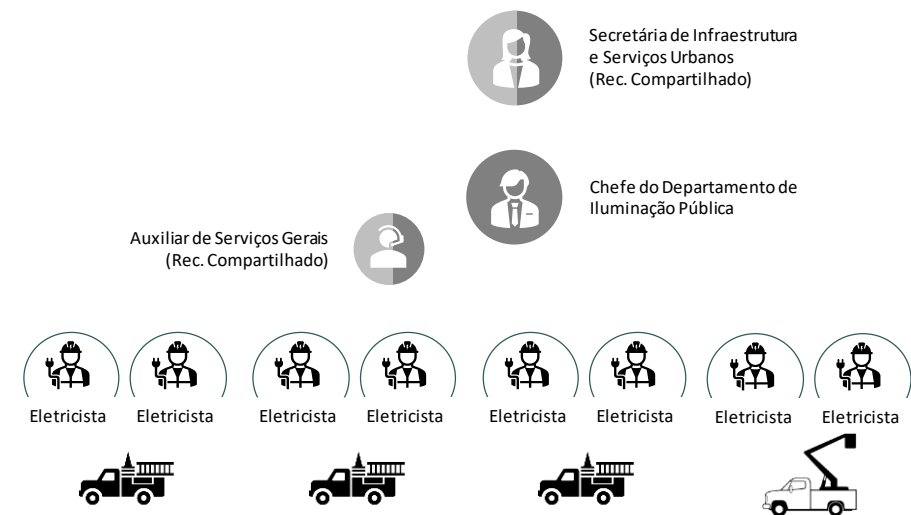 Secretária de Infraestrutura
e Serviços Urbanos
(Rec. Compartilhado)
Chefe do Departamento de
Iluminação Pública
Auxiliar de Serviços Gerais
(Rec. Compartilhado)
Eletricista Eletricista Eletricista Eletricista Eletricista Eletricista Eletricista Eletricista